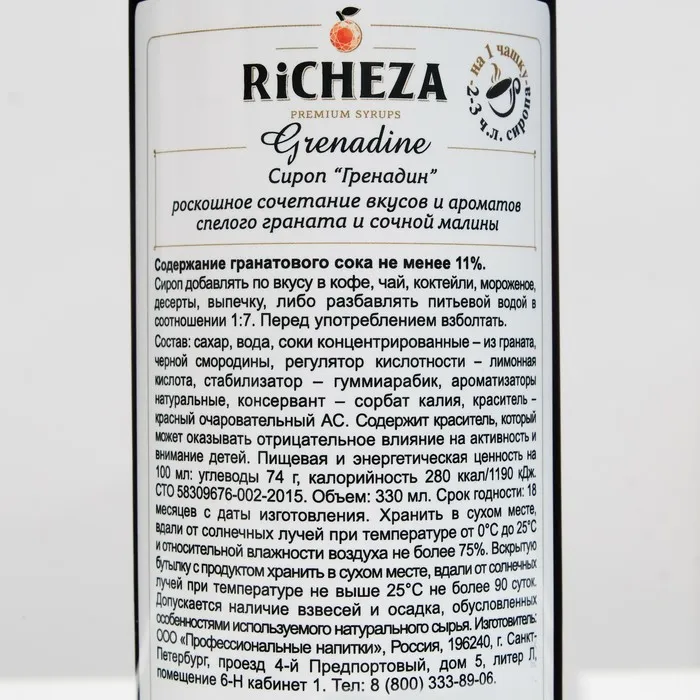 RiCHEZA
PREMIUM SYRUPS
на 1 чашку
2-3 ч.л. сиропа
Grenadine
Сироп "Гренадин"
роскошное сочетание вкусов и ароматов
спелого граната и сочной малины
Содержание гранатового сока не менее 11%.
Сироп добавлять по вкусу в кофе, чай, коктейли, мороженое,
десерты, выпечку, либо разбавлять питьевой водой в
соотношении 1:7. Перед употреблением взболтать.
Состав: сахар, вода, соки концентрированные – из граната,
черной смородины, регулятор кислотности – лимонная
кислота, стабилизатор – гуммиарабик, ароматизаторы
натуральные, консервант – сорбат калия, краситель –
красный очаровательный АС. Содержит краситель, который
может оказывать отрицательное влияние на активность и
внимание детей. Пищевая и энергетическая ценность на
100 мл: углеводы 74 г, калорийность 280 ккал/1190 кДж.
СТО 58309676-002-2015. Объем: 330 мл. Срок годности: 18
месяцев с даты изготовления. Хранить в сухом месте,
вдали от солнечных лучей при температуре от 0°С до 25°С
и относительной влажности воздуха не более 75%. Вскрытую
бутылку с продуктом хранить в сухом месте, вдали от солнечных
лучей при температуре не выше 25°С не более 90 суток.
Допускается наличие взвесей и осадка, обусловленных
особенностями используемого натурального сырья. Изготовитель:
ООО «Профессиональные напитки», Россия, 196240, г. Санкт-
Петербург, проезд 4-й Предпортовый, дом 5, литер Л,
помещение 6-Н кабинет 1. Тел: 8 (800) 333-89-06.